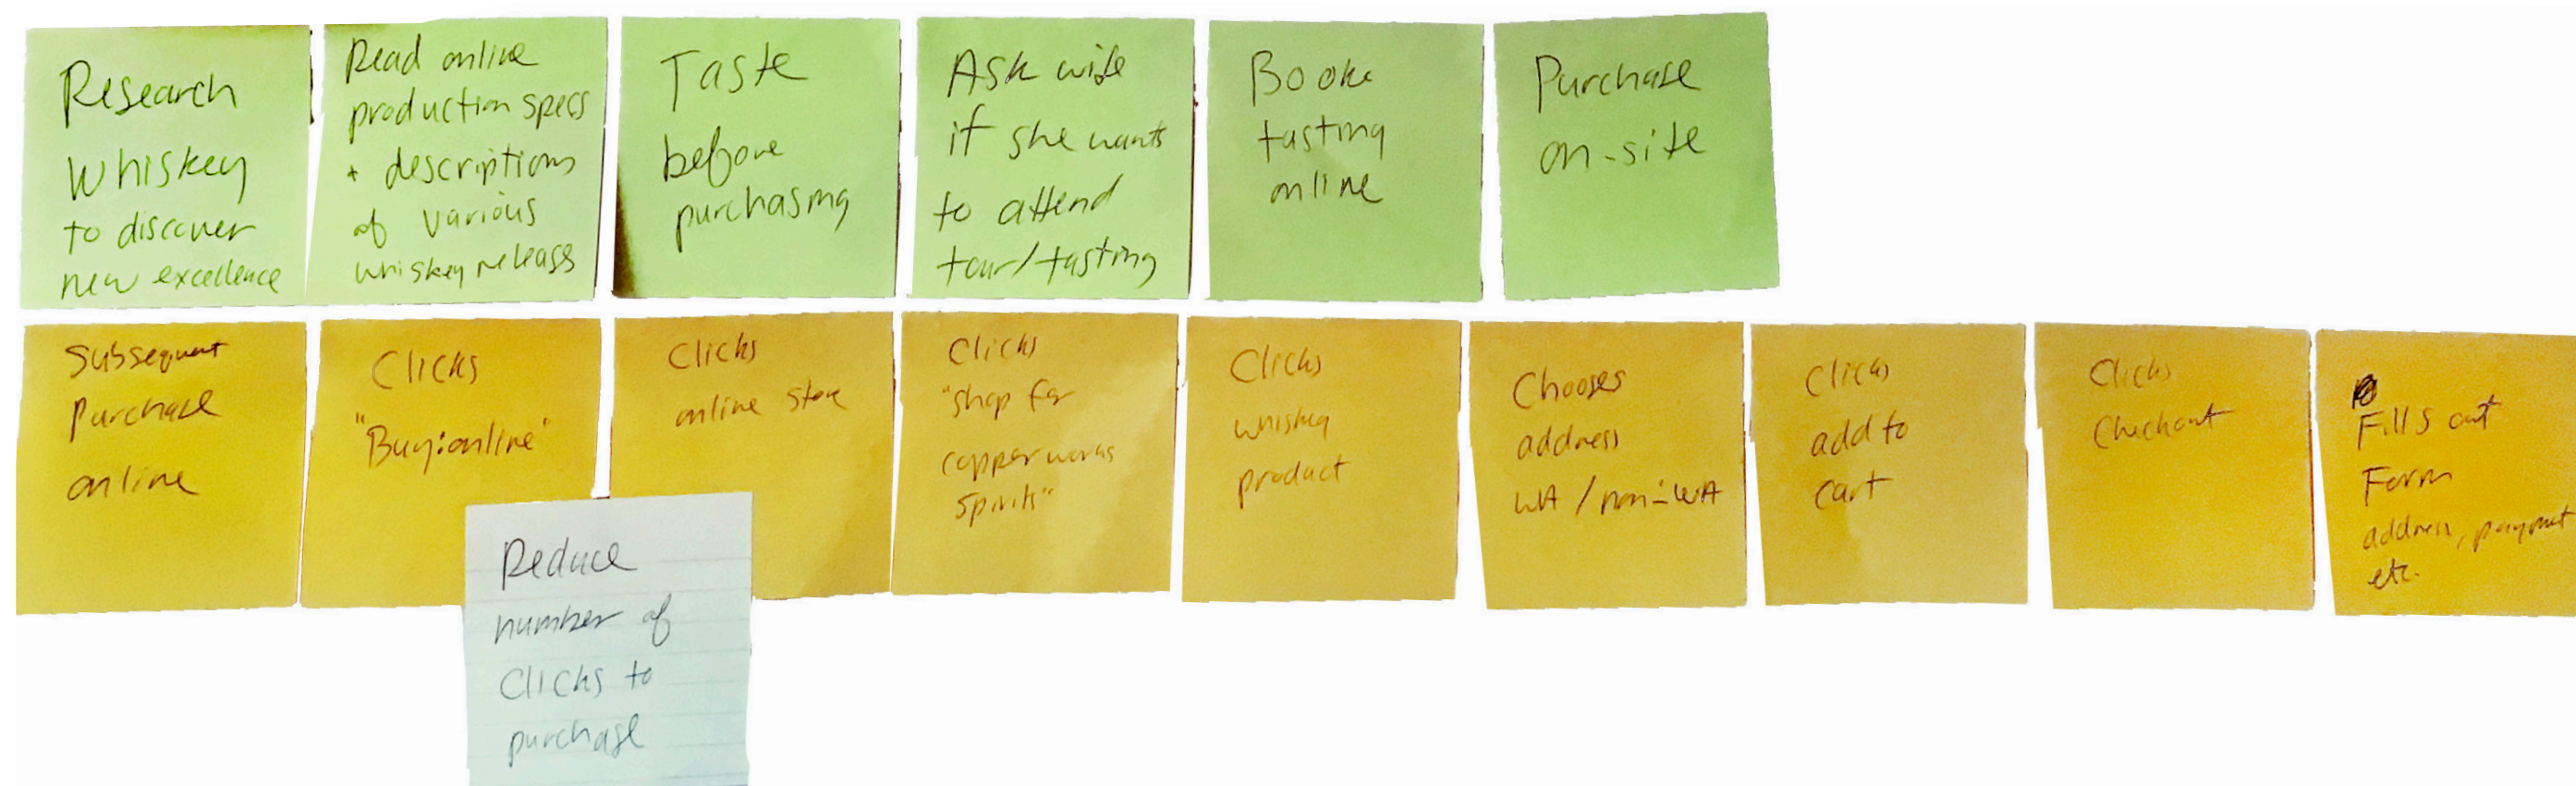 Research
Whiskey
to discover
new excellence
Read online
production specs
+ descriptions
of various
whiskey releases
Taste
before
purchasing
Ask wife
if she wants
to attend
tour/tasting
Book
tasting
online
Purchase
on-site
Subsequent
purchase
online
Clicks
"Buy: online"
Clicks
online store
Clicks
"shop for
copperworks
spirits"
Clicks
whiskey
product
Chooses
address
WA / non-WA
Clicks
add to
cart
Clicks
Checkout
Fills out
Form
address, payment
etc.
Reduce
number of
clicks to
purchase